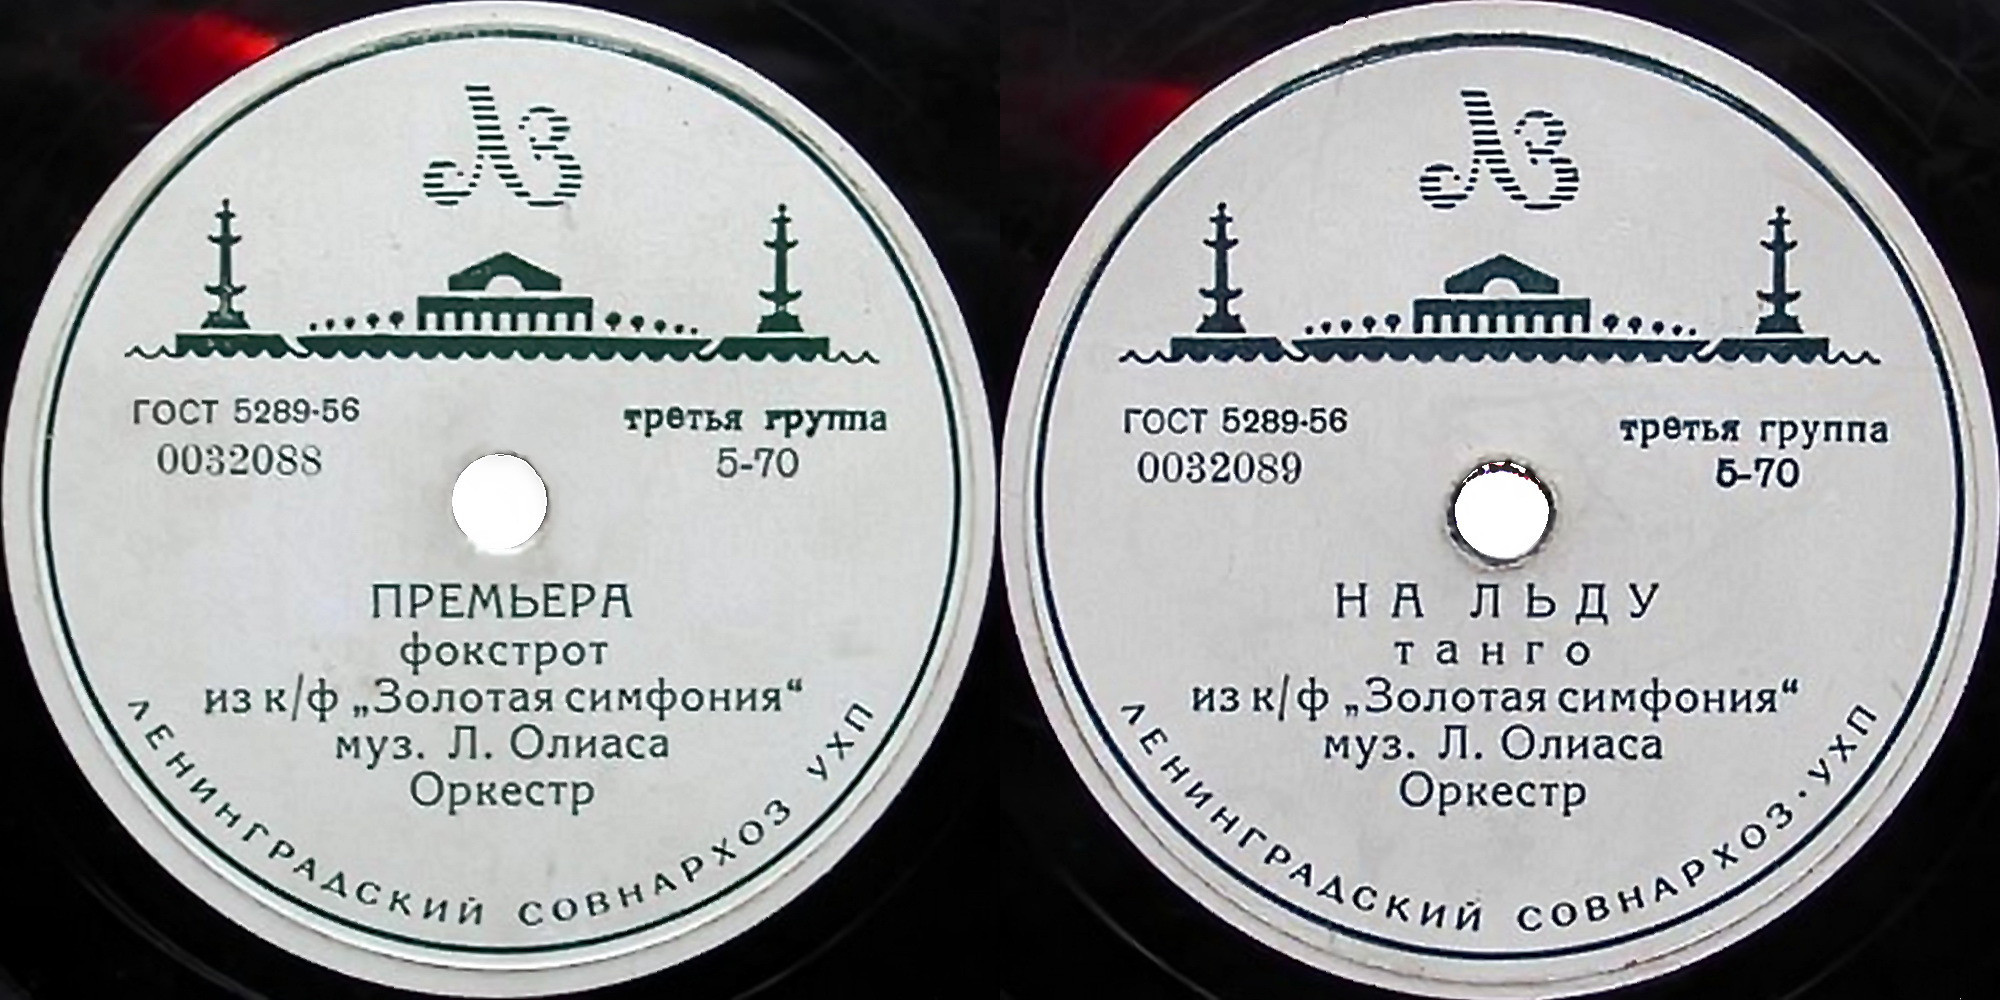 ЛЗ
ГОСТ 5289-56
0032088
третья группа
5-70
ПРЕМЬЕРА
фокстрот
из к/ф „Золотая симфония“
муз. Л. Олиаса
Оркестр
ЛЕНИНГРАДСКИЙ СОВНАРХОЗ УХП
ЛЗ
ГОСТ 5289-56
0032089
третья группа
5-70
НА ЛЬДУ
танго
из к/ф „Золотая симфония“
муз. Л. Олиаса
Оркестр
ЛЕНИНГРАДСКИЙ СОВНАРХОЗ · УХП